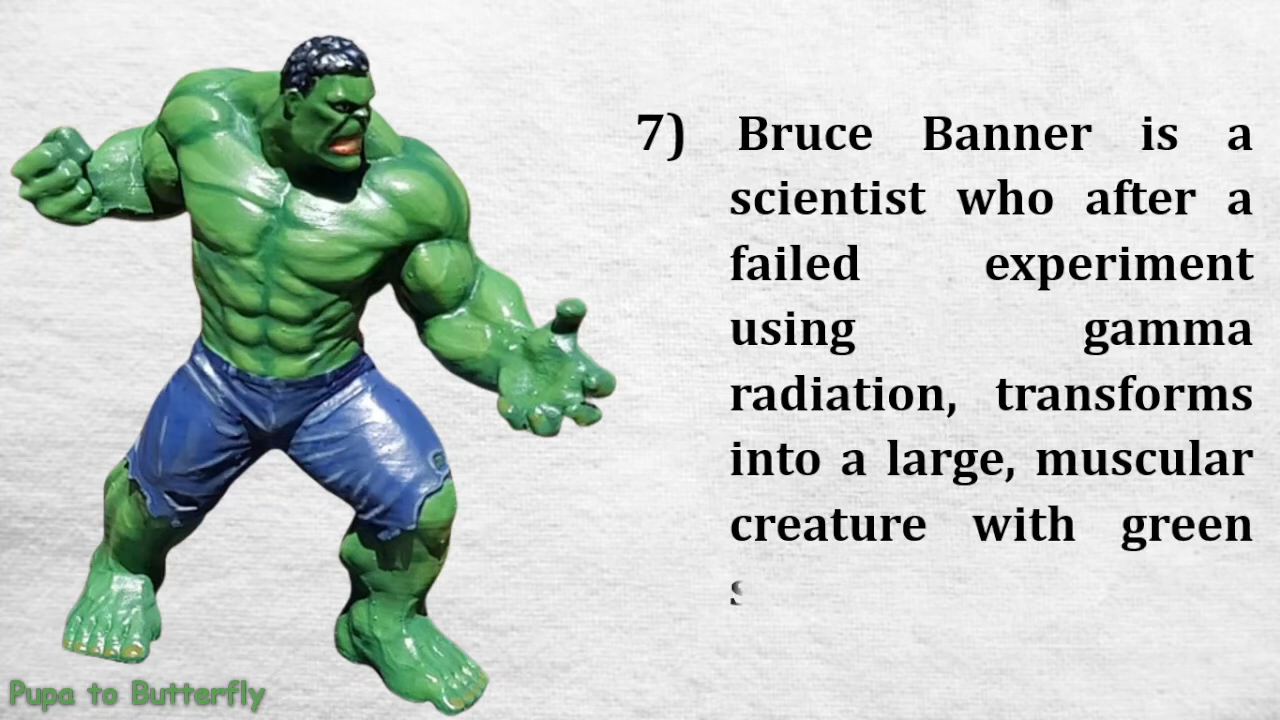 7) Bruce Banner is a
scientist who after a
failed experiment
using gamma
radiation, transforms
into a large, muscular
creature with green
Pupa to Butterfly